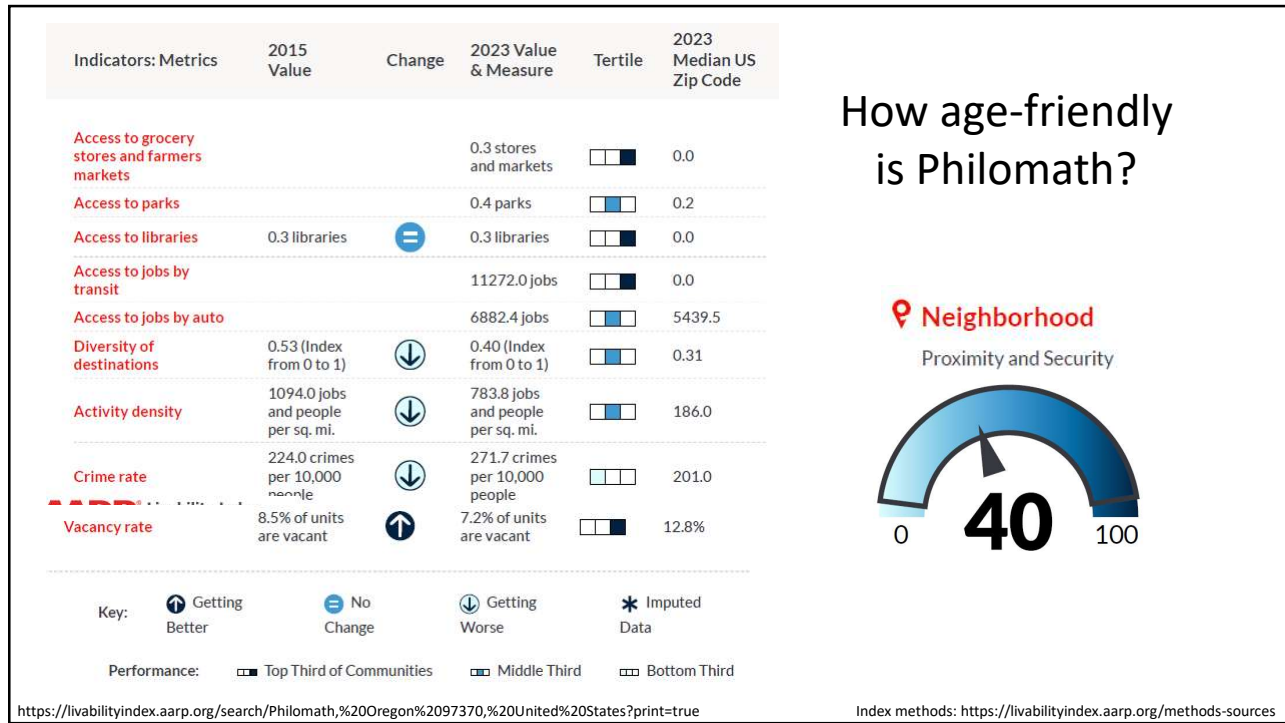 Indicators: Metrics
2015
Value
Change
2023 Value
& Measure
Tertile
2023
Median US
Zip Code
How age-friendly
is Philomath?
Access to grocery
stores and farmers
markets
0.3 stores
and markets
0.0
Access to parks
0.4 parks
0.2
Access to libraries
0.3 libraries
0.3 libraries
0.0
Access to jobs by
transit
11272.0 jobs
0.0
Access to jobs by auto
6882.4 jobs
5439.5
Diversity of
destinations
0.53 (Index
from 0 to 1)
0.40 (Index
from 0 to 1)
0.31
Activity density
1094.0 jobs
and people
per sq. mi.
783.8 jobs
and people
per sq. mi.
186.0
Crime rate
224.0 crimes
per 10,000
people
271.7 crimes
per 10,000
people
201.0
Vacancy rate
8.5% of units
are vacant
7.2% of units
are vacant
12.8%
Neighborhood
Proximity and Security
0
40
100
Key:
Getting
Better
No
Change
Getting
Worse
Imputed
Data
Performance:
Top Third of Communities
Middle Third
Bottom Third
https://livabilityindex.aarp.org/search/Philomath,%20Oregon%2097370,%20United%20States?print=true
Index methods: https://livabilityindex.aarp.org/methods-sources